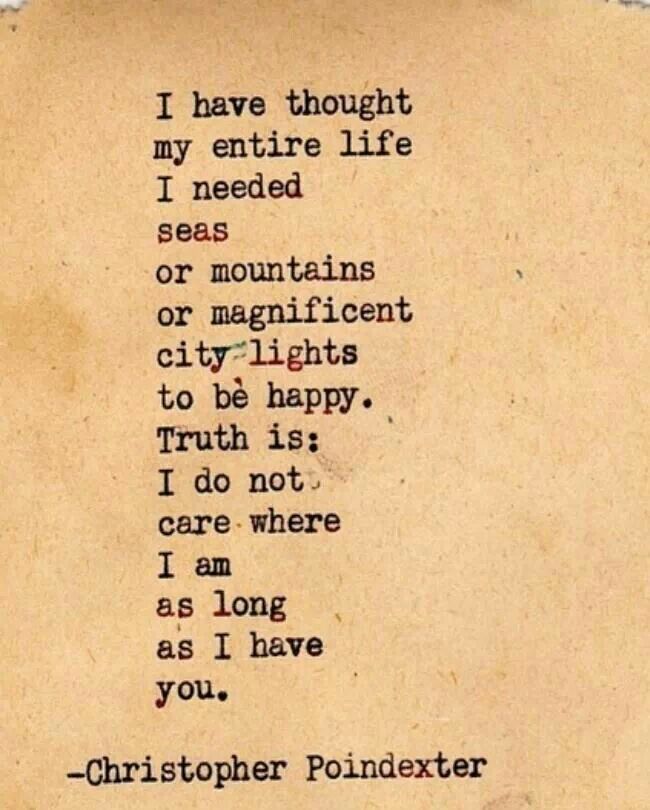 I have thought
my entire life
I needed
seas
or mountains
or magnificent
city lights
to be happy.
Truth is:
I do not
care where
I am
as long
as I have
you.
-Christopher Poindexter